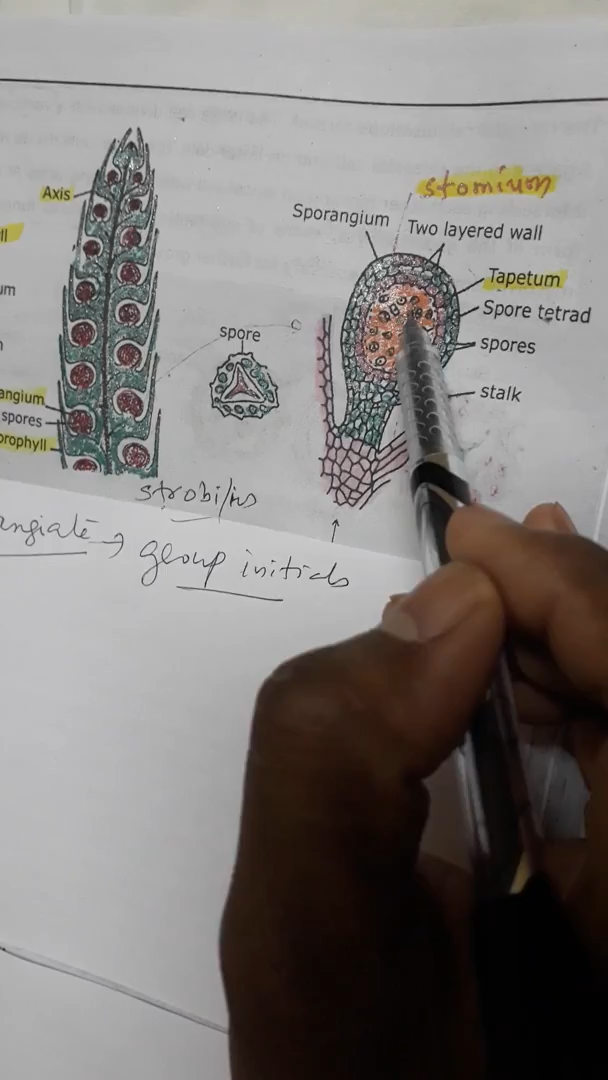 Axis
stomium
Sporangium
Two layered wall
Tapetum
Spore tetrad
spores
stalk
spore
angium
spores
rophyll
strobilus
angiate → group initials